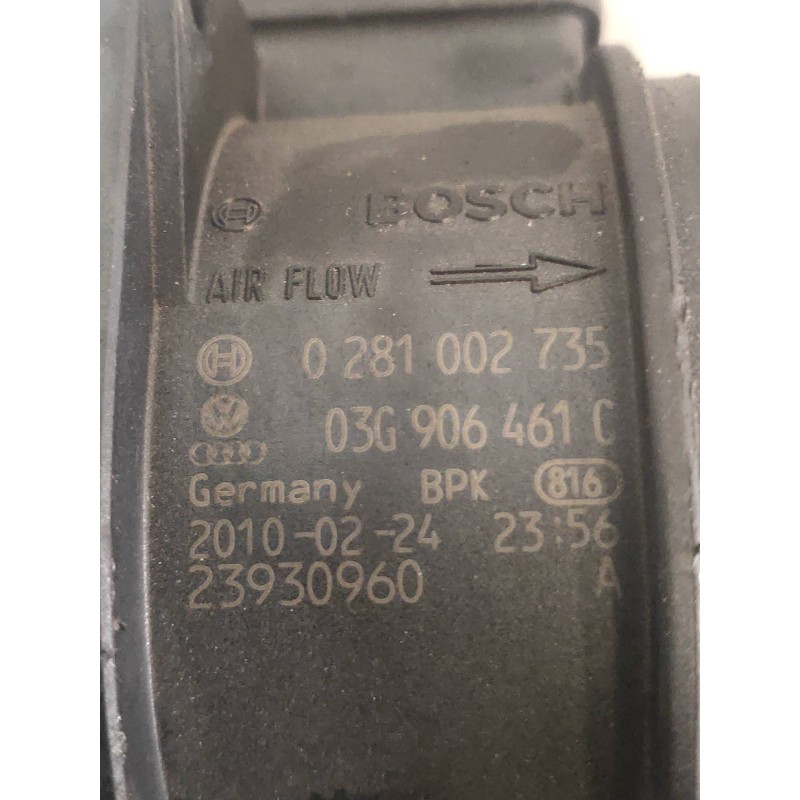 BOSCH
AIR FLOW
0 281 002 735
03G 906 461 C
Germany BPK 816
2010-02-24 23:56
23930960 A